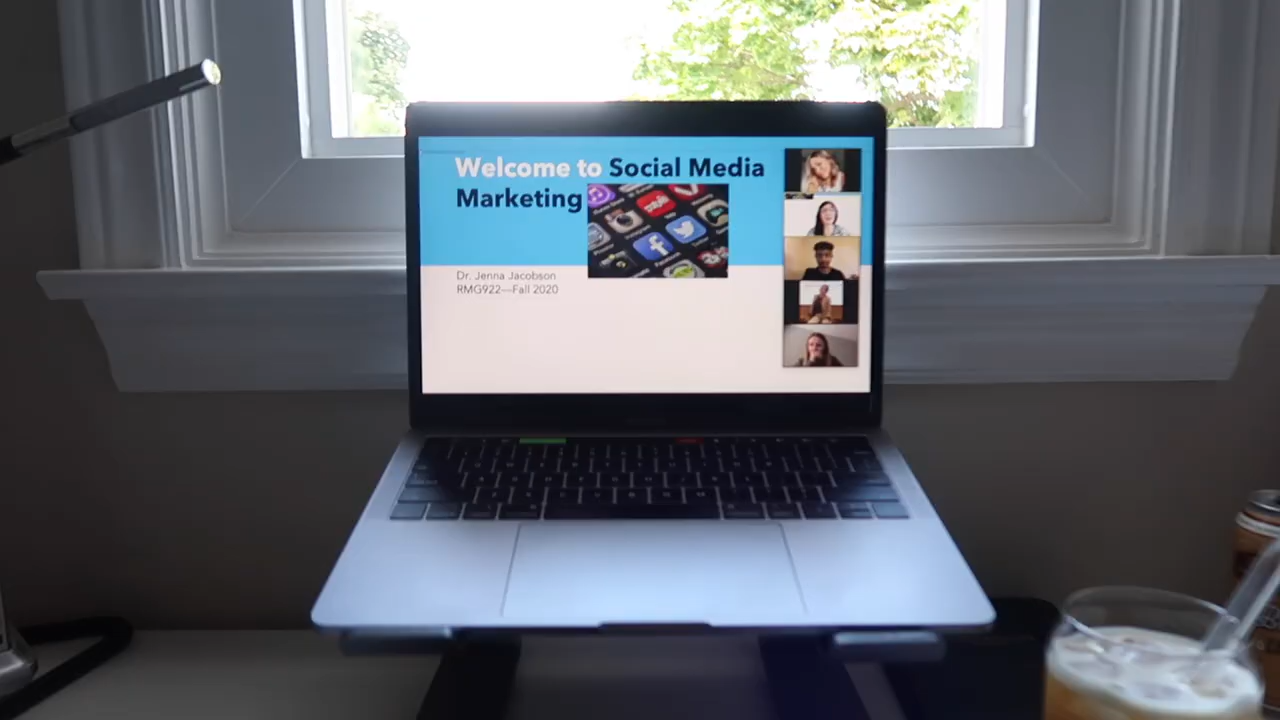 Welcome to Social Media
Marketing
Dr. Jenna Jacobson
RMG922—Fall 2020